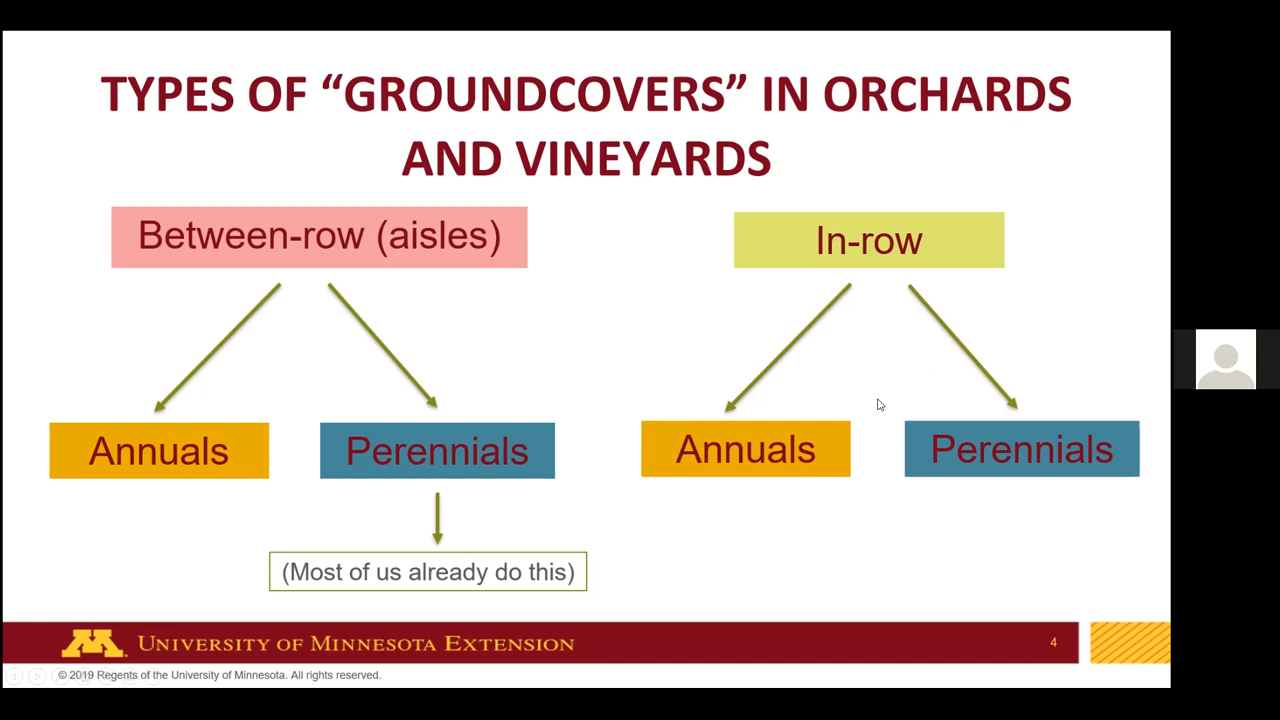 TYPES OF “GROUNDCOVERS” IN ORCHARDS
AND VINEYARDS
Between-row (aisles)
In-row
Annuals
Perennials
Annuals
Perennials
(Most of us already do this)
M
UNIVERSITY OF MINNESOTA EXTENSION
4
© 2019 Regents of the University of Minnesota. All rights reserved.